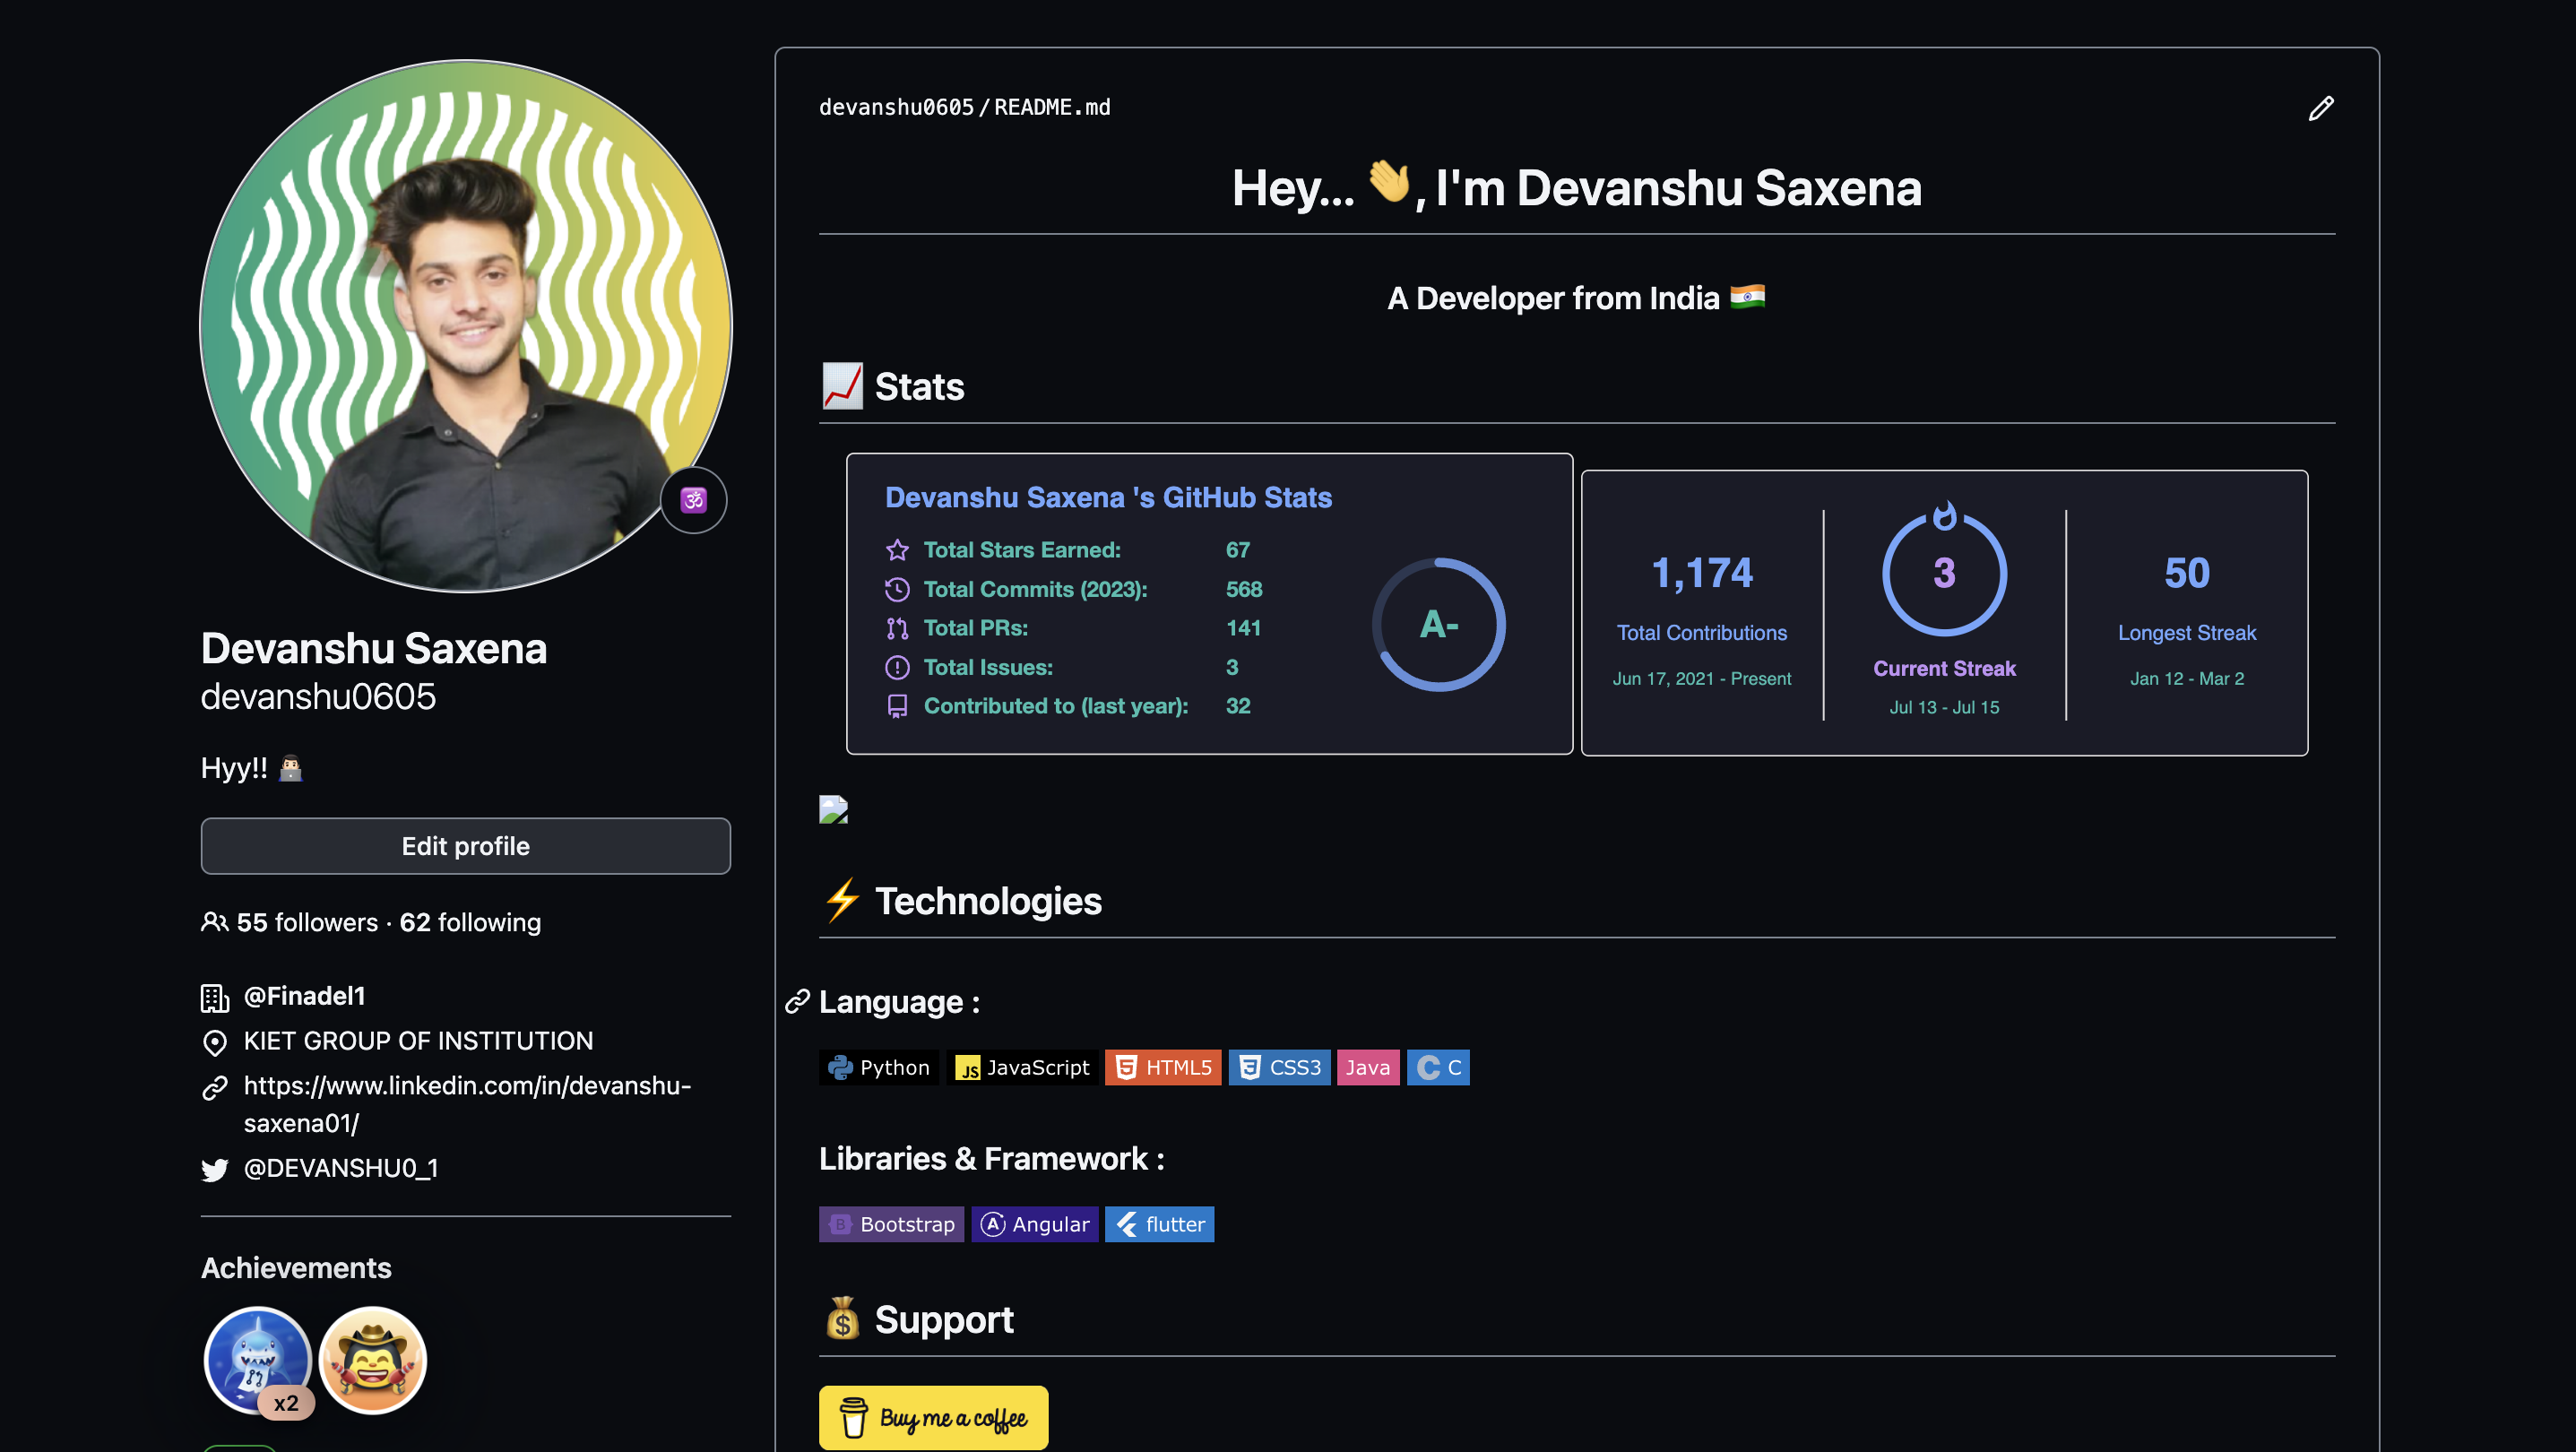 Devanshu Saxena
devanshu0605
Hyy!!
Edit profile
55 followers · 62 following
@Finadel1
KIET GROUP OF INSTITUTION
https://www.linkedin.com/in/devanshu-
saxena01/
@DEVANSHU0_1
Achievements
x2
devanshu0605/README.md
Hey... 👋, I'm Devanshu Saxena
A Developer from India 🇮🇳
📈 Stats
Devanshu Saxena 's GitHub Stats
Total Stars Earned: 67
Total Commits (2023): 568
Total PRs: 141
Total Issues: 3
Contributed to (last year): 32
A-
1,174
Total Contributions
Jun 17, 2021 - Present
3
Current Streak
Jul 13 - Jul 15
50
Longest Streak
Jan 12 - Mar 2
⚡ Technologies
Language :
Python JS JavaScript HTML5 CSS3 Java C
Libraries & Framework :
Bootstrap Angular flutter
💰 Support
Buy me a coffee